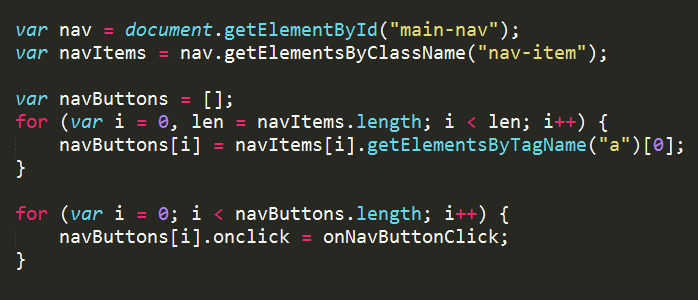 var nav = document.getElementById("main-nav");
var navItems = nav.getElementsByClassName("nav-item");

var navButtons = [];
for (var i = 0, len = navItems.length; i < len; i++) {
    navButtons[i] = navItems[i].getElementsByTagName("a")[0];
}

for (var i = 0; i < navButtons.length; i++) {
    navButtons[i].onclick = onNavButtonClick;
}